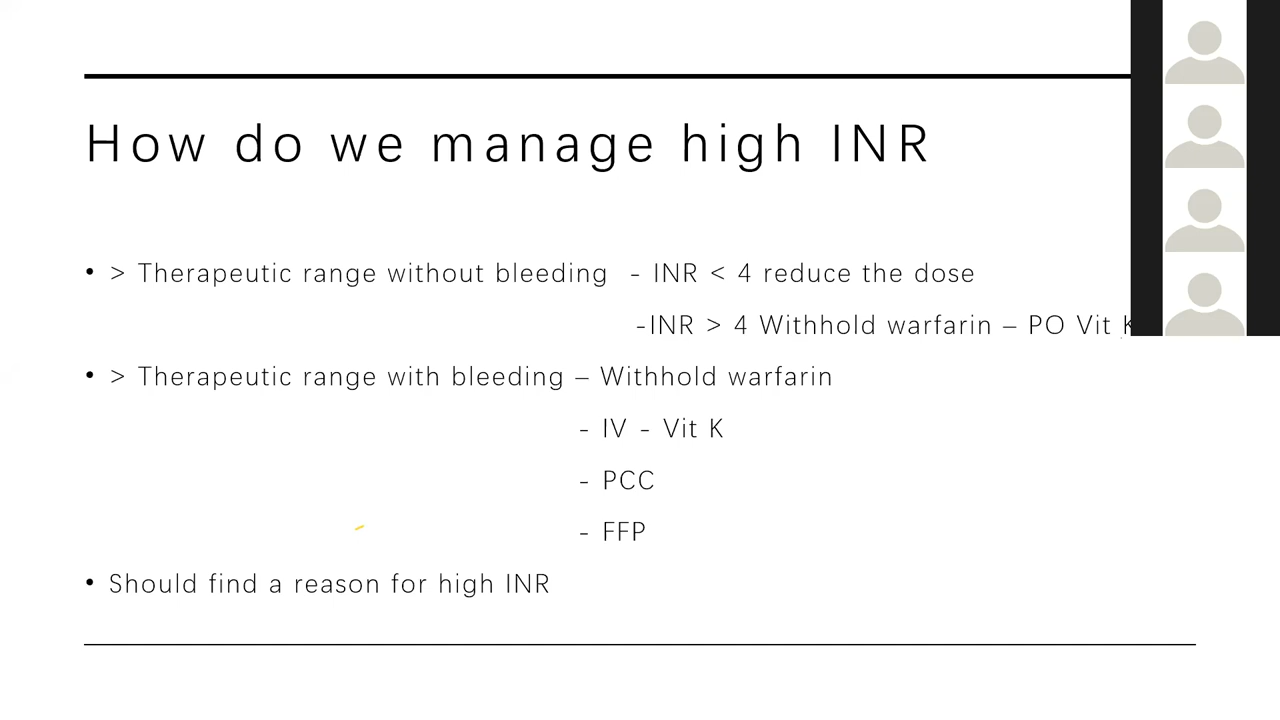 How do we manage high INR
• > Therapeutic range without bleeding - INR < 4 reduce the dose
-INR > 4 Withhold warfarin – PO Vit
• > Therapeutic range with bleeding – Withhold warfarin
- IV - Vit K
- PCC
- FFP
• Should find a reason for high INR